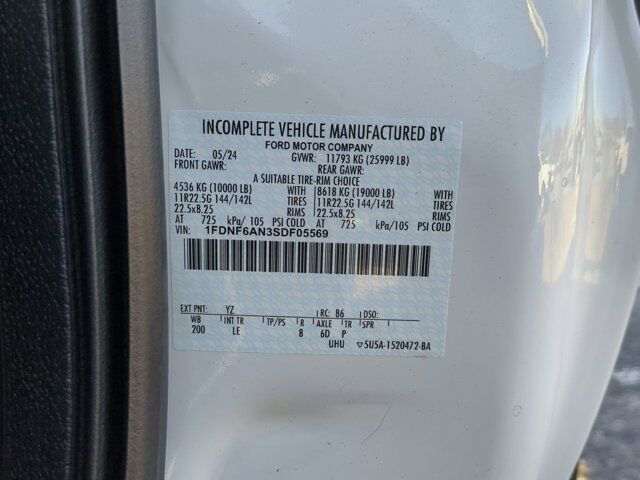 INCOMPLETE VEHICLE MANUFACTURED BY
FORD MOTOR COMPANY
DATE: 05/24 GVWR: 11793 KG (25999 LB)
FRONT GAWR: REAR GAWR:
A SUITABLE TIRE-RIM CHOICE
4536 KG (10000 LB) WITH 8618 KG (19000 LB) WITH
11R22.5G 144/142L TIRES 11R22.5G 144/142L TIRES
22.5x8.25 RIMS 22.5x8.25 RIMS
AT 725 kPa/ 105 PSI COLD AT 725 kPa/105 PSI COLD
VIN: 1FDNF6AN3SDF05569
EXT PNT: YZ RC: 86 DSO:
WB INT TR TP/PS R AXLE TR SPR
200 LE 8 6D P
UHU ▽5U5A-1520472-BA